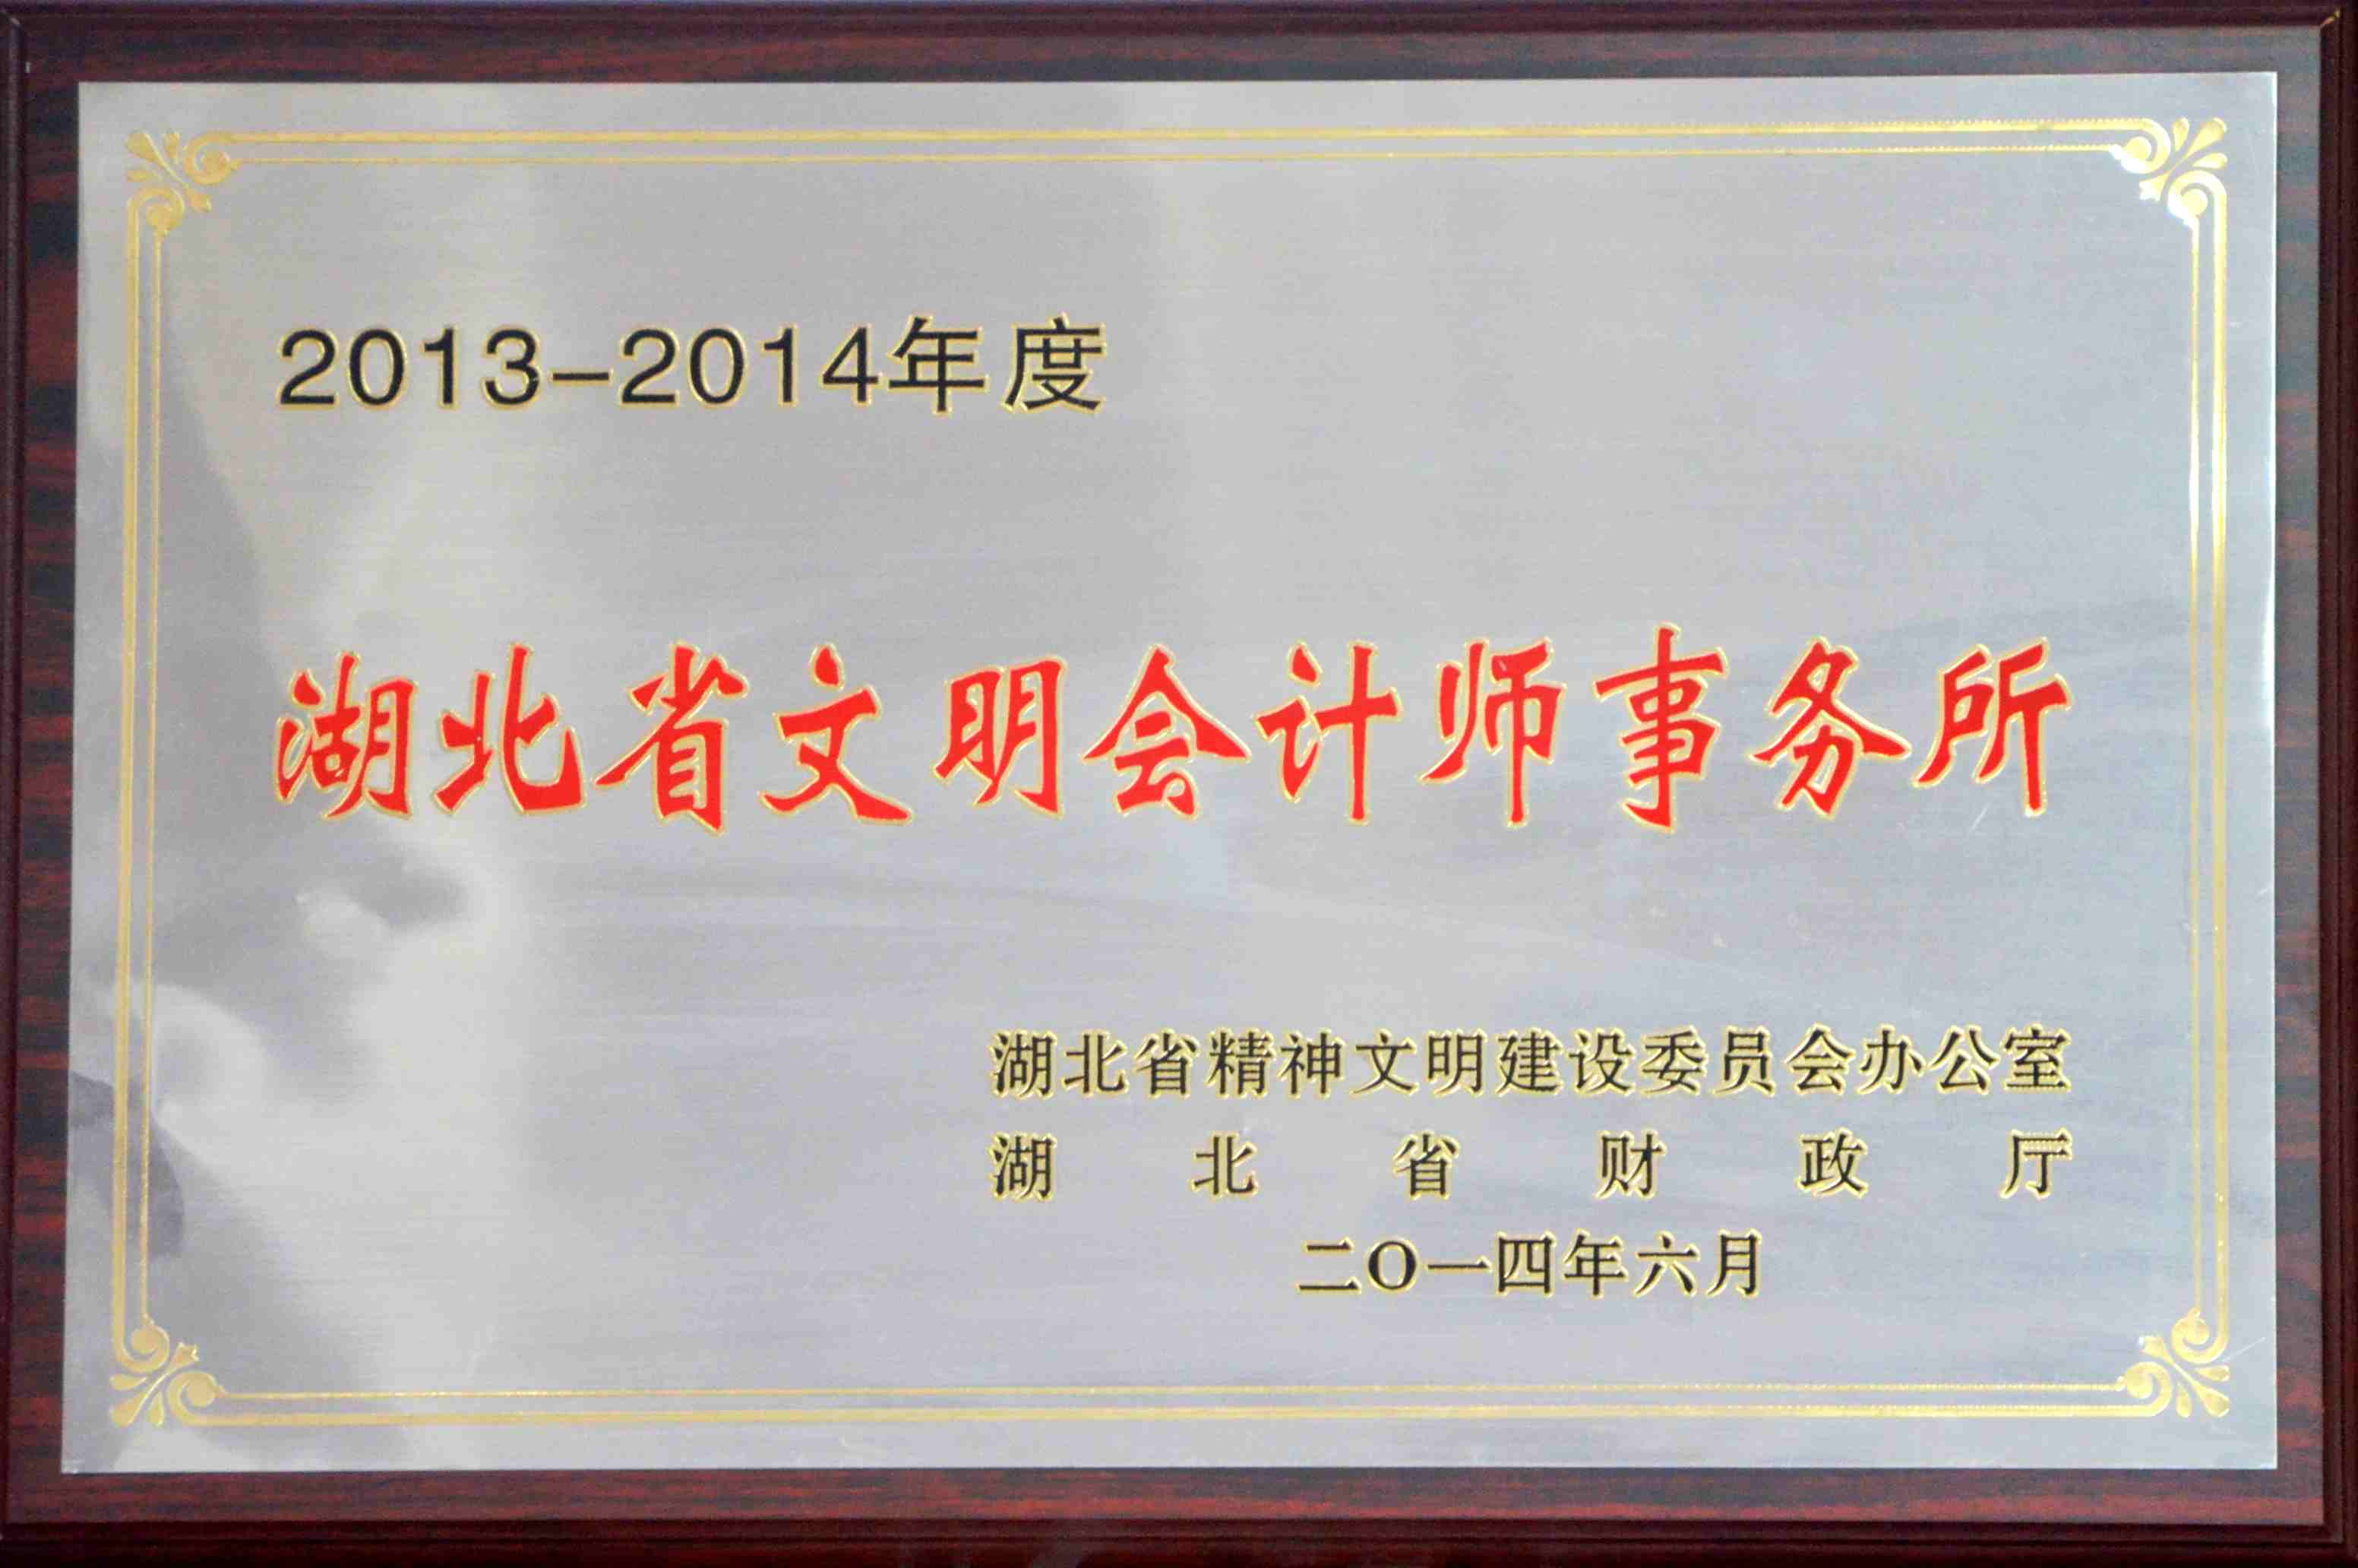 2013-2014年度
湖北省文明会计师事务所
湖北省精神文明建设委员会办公室
湖北省财政厅
二O一四年六月